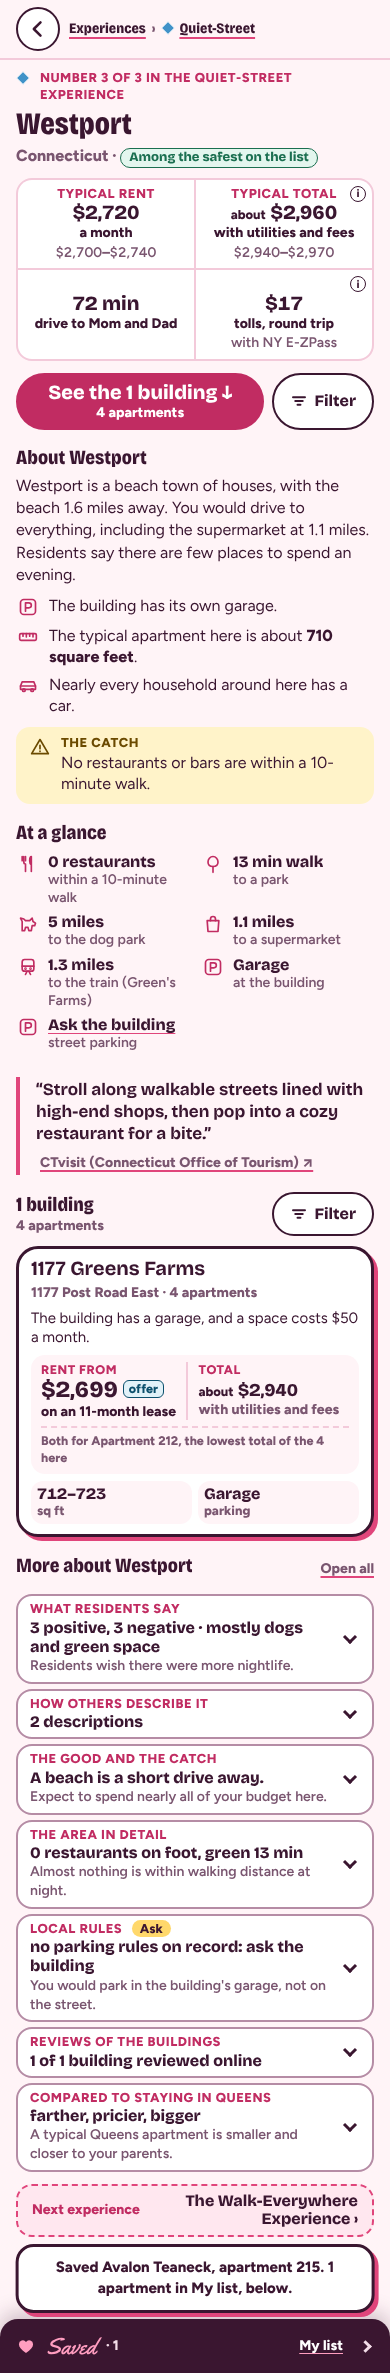 Experiences › Quiet-Street
NUMBER 3 OF 3 IN THE QUIET-STREET
EXPERIENCE
Westport
Connecticut · Among the safest on the list
TYPICAL RENT
$2,720
a month
$2,700–$2,740
TYPICAL TOTAL
about $2,960
with utilities and fees
$2,940–$2,970
72 min
drive to Mom and Dad
$17
tolls, round trip
with NY E-ZPass
See the 1 building ↓
4 apartments
Filter
About Westport
Westport is a beach town of houses, with the
beach 1.6 miles away. You would drive to
everything, including the supermarket at 1.1 miles.
Residents say there are few places to spend an
evening.
The building has its own garage.
The typical apartment here is about 710
square feet.
Nearly every household around here has a
car.
THE CATCH
No restaurants or bars are within a 10-
minute walk.
At a glance
0 restaurants
within a 10-minute
walk
13 min walk
to a park
5 miles
to the dog park
1.1 miles
to a supermarket
1.3 miles
to the train (Green's
Farms)
Garage
at the building
Ask the building
street parking
“Stroll along walkable streets lined with
high-end shops, then pop into a cozy
restaurant for a bite.”
CTvisit (Connecticut Office of Tourism) ↗
1 building
4 apartments
Filter
1177 Greens Farms
1177 Post Road East · 4 apartments
The building has a garage, and a space costs $50
a month.
RENT FROM
$2,699 offer
on an 11-month lease
TOTAL
about $2,940
with utilities and fees
Both for Apartment 212, the lowest total of the 4
here
712–723
sq ft
Garage
parking
More about Westport
Open all
WHAT RESIDENTS SAY
3 positive, 3 negative · mostly dogs
and green space
Residents wish there were more nightlife.
HOW OTHERS DESCRIBE IT
2 descriptions
THE GOOD AND THE CATCH
A beach is a short drive away.
Expect to spend nearly all of your budget here.
THE AREA IN DETAIL
0 restaurants on foot, green 13 min
Almost nothing is within walking distance at
night.
LOCAL RULES Ask
no parking rules on record: ask the
building
You would park in the building's garage, not on
the street.
REVIEWS OF THE BUILDINGS
1 of 1 building reviewed online
COMPARED TO STAYING IN QUEENS
farther, pricier, bigger
A typical Queens apartment is smaller and
closer to your parents.
Next experience
The Walk-Everywhere
Experience ›
Saved Avalon Teaneck, apartment 215. 1
apartment in My list, below.
Saved · 1
My list